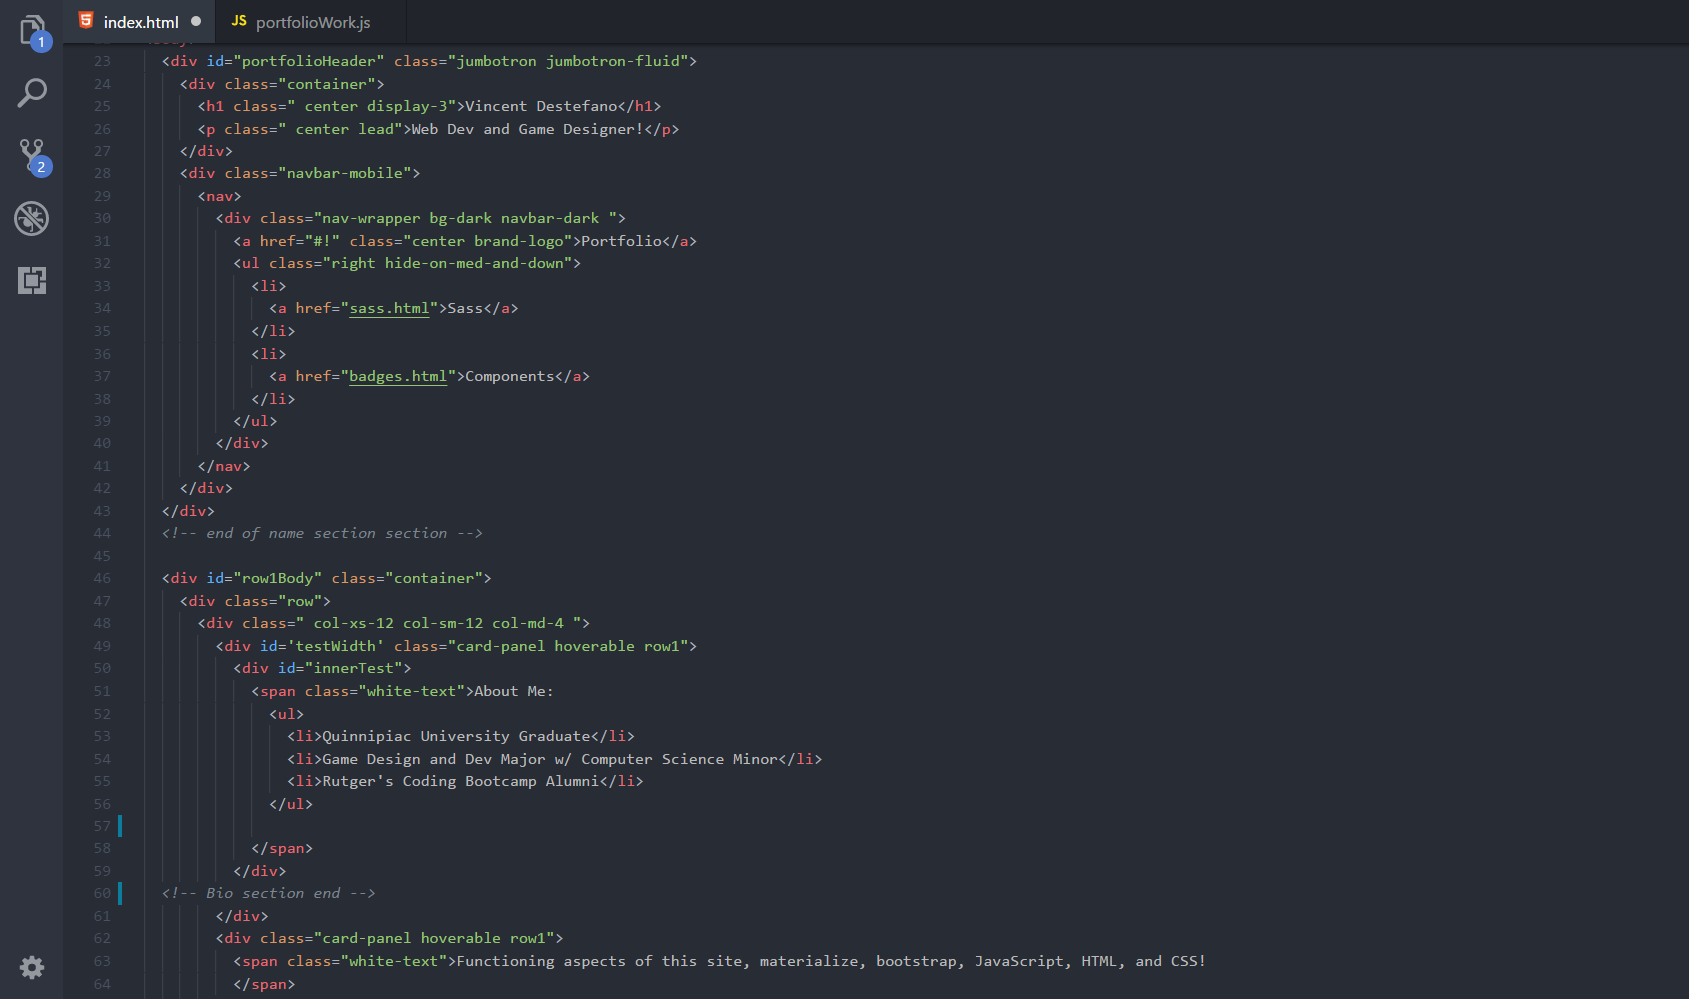 index.html
JS portfolioWork.js
1
2
23 <div id="portfolioHeader" class="jumbotron jumbotron-fluid">
24 <div class="container">
25 <h1 class=" center display-3">Vincent Destefano</h1>
26 <p class=" center lead">Web Dev and Game Designer!</p>
27 </div>
28 <div class="navbar-mobile">
29 <nav>
30 <div class="nav-wrapper bg-dark navbar-dark ">
31 <a href="#!" class="center brand-logo">Portfolio</a>
32 <ul class="right hide-on-med-and-down">
33 <li>
34 <a href="sass.html">Sass</a>
35 </li>
36 <li>
37 <a href="badges.html">Components</a>
38 </li>
39 </ul>
40 </div>
41 </nav>
42 </div>
43 </div>
44 <!-- end of name section section -->
45
46 <div id="row1Body" class="container">
47 <div class="row">
48 <div class=" col-xs-12 col-sm-12 col-md-4 ">
49 <div id='testWidth' class="card-panel hoverable row1">
50 <div id="innerTest">
51 <span class="white-text">About Me:
52 <ul>
53 <li>Quinnipiac University Graduate</li>
54 <li>Game Design and Dev Major w/ Computer Science Minor</li>
55 <li>Rutger's Coding Bootcamp Alumni</li>
56 </ul>
57
58 </span>
59 </div>
60 <!-- Bio section end -->
61 </div>
62 <div class="card-panel hoverable row1">
63 <span class="white-text">Functioning aspects of this site, materialize, bootstrap, JavaScript, HTML, and CSS!
64 </span>